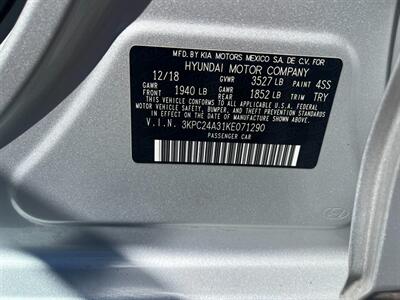 MFD. BY KIA MOTORS MEXICO S.A. DE C.V. FOR
HYUNDAI MOTOR COMPANY
12/18 GVWR 3527 LB PAINT 4SS
GAWR FRONT 1940 LB GAWR REAR 1852 LB TRIM TRY
THIS VEHICLE CONFORMS TO ALL APPLICABLE U.S.A. FEDERAL
MOTOR VEHICLE SAFETY, BUMPER, AND THEFT PREVENTION STANDARDS
IN EFFECT ON THE DATE OF MANUFACTURE SHOWN ABOVE.
V.I.N. 3KPC24A31KE071290
PASSENGER CAR